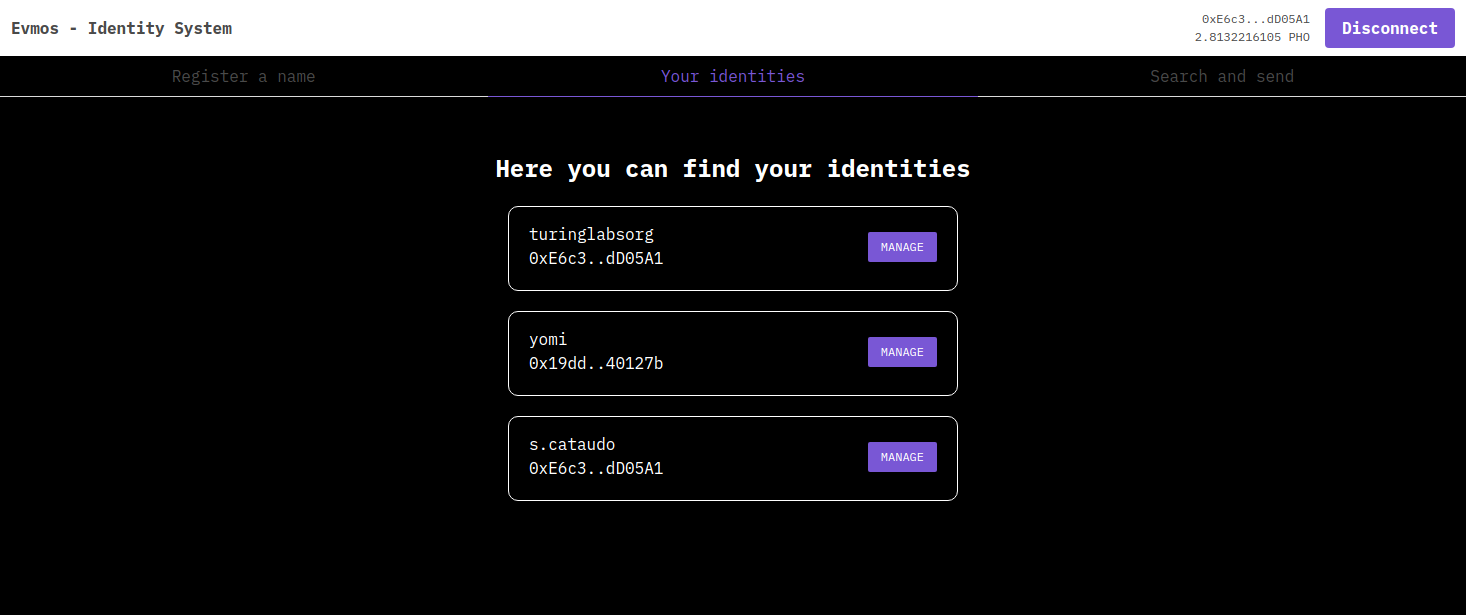 Evmos - Identity System
0xE6c3...dD05A1
2.8132216105 PHO
Disconnect
Register a name
Your identities
Search and send
Here you can find your identities
turinglabsorg
0xE6c3..dD05A1
MANAGE
yomi
0x19dd..40127b
MANAGE
s.cataudo
0xE6c3..dD05A1
MANAGE